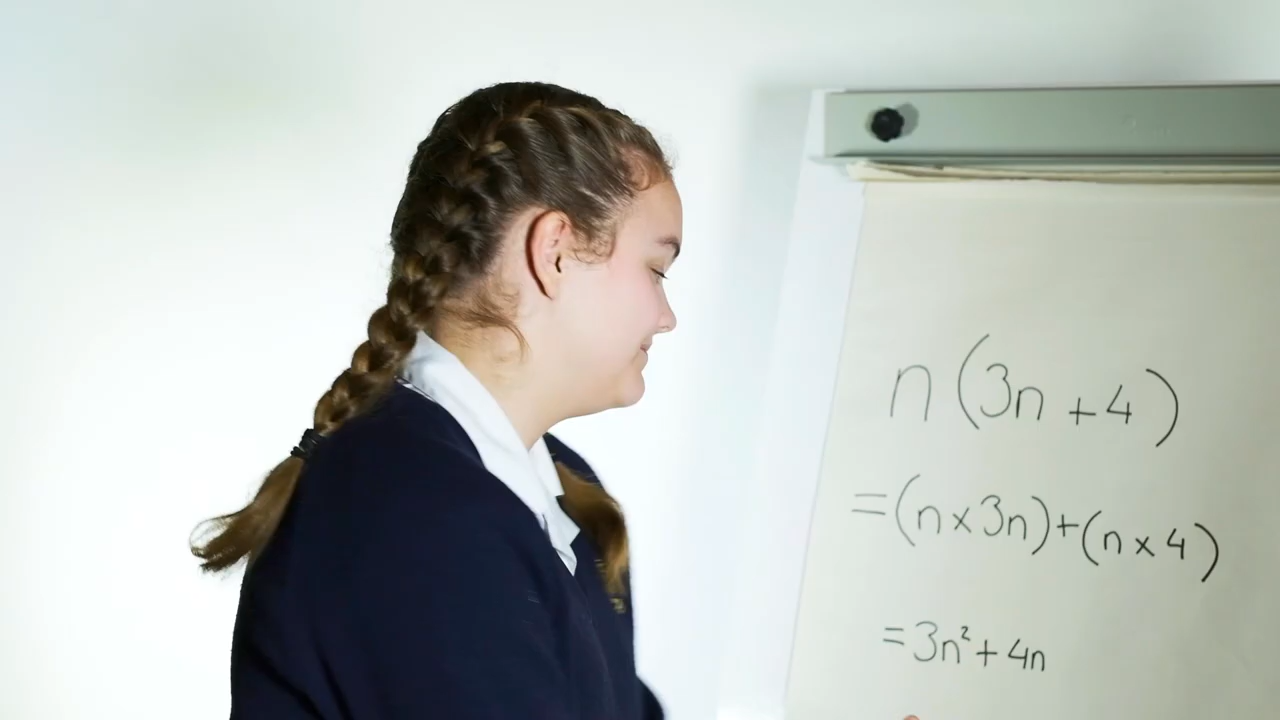 n (3n + 4)
= (n × 3n) + (n × 4)
= 3n² + 4n